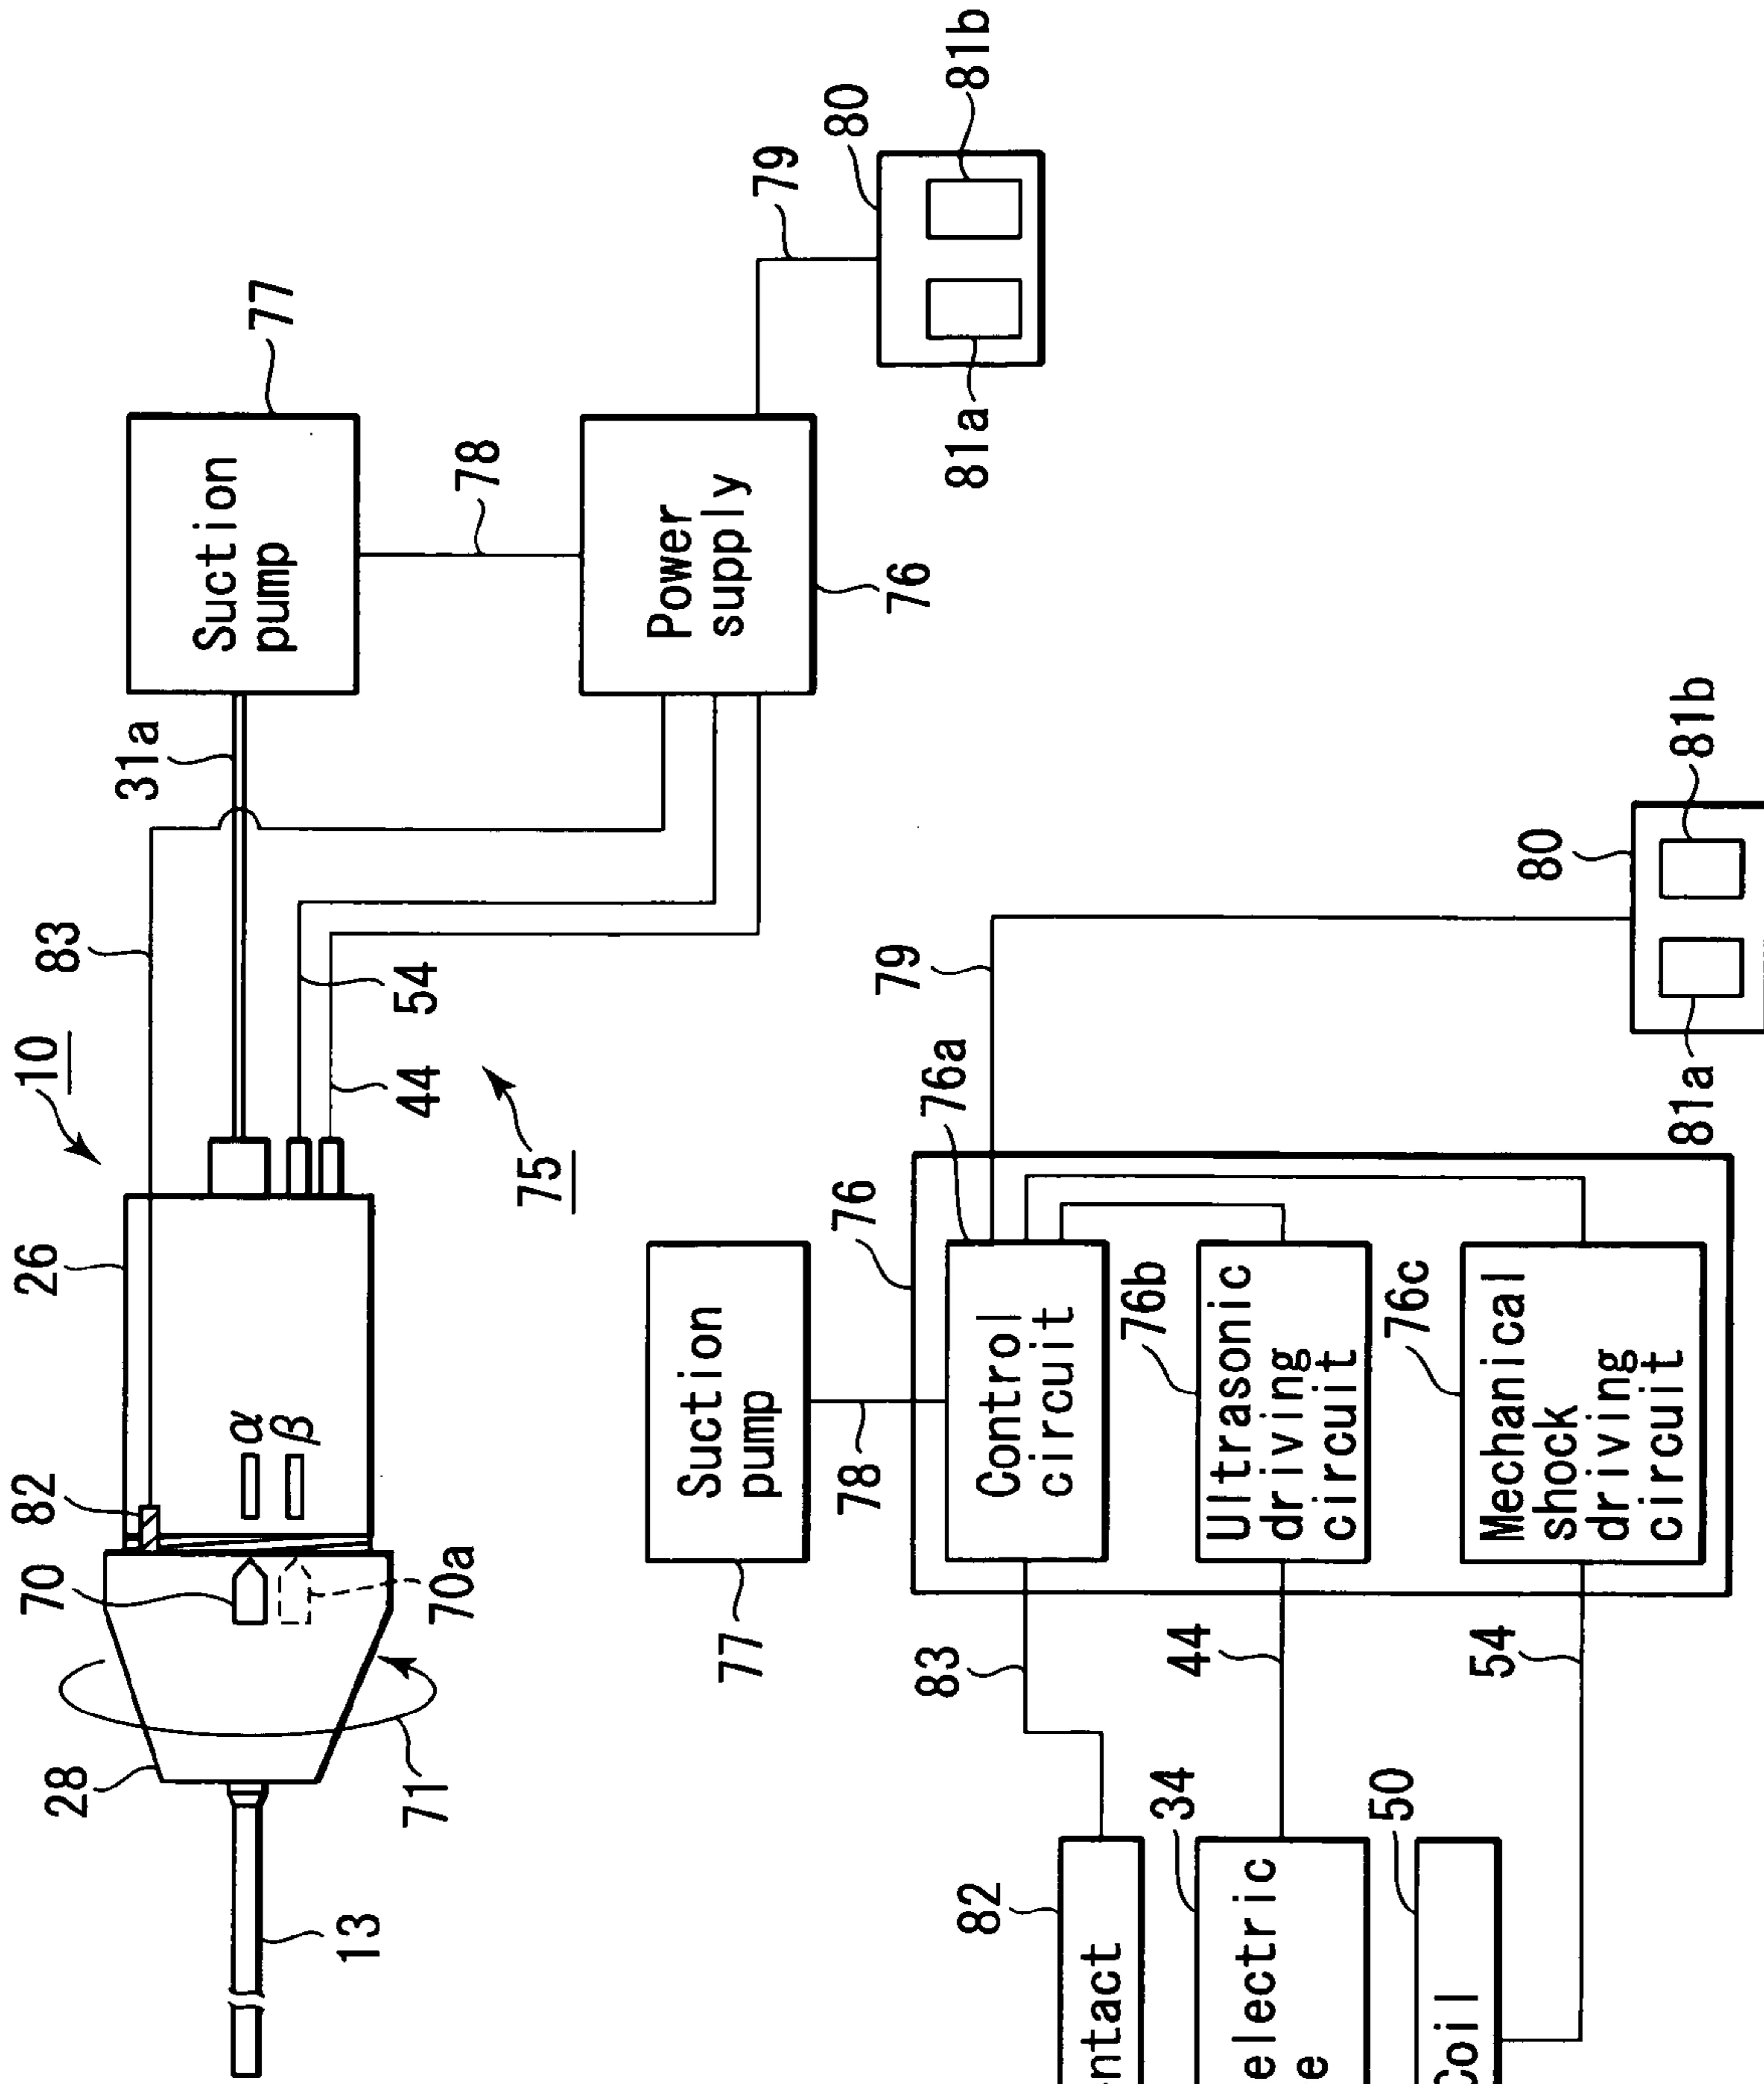 10
83
31a
77
26
82
70
28
Suction
pump
78
79
80
81b
α
β
54
44
70a
71
13
75
Power
supply
76
81a
Suction
pump
77
78
76
76a
79
80
81b
81a
Control
circuit
76b
Ultrasonic
driving
circuit
76c
Mechanical
shock
driving
circuit
83
44
54
82
34
50
ntact
electric
e
Coil